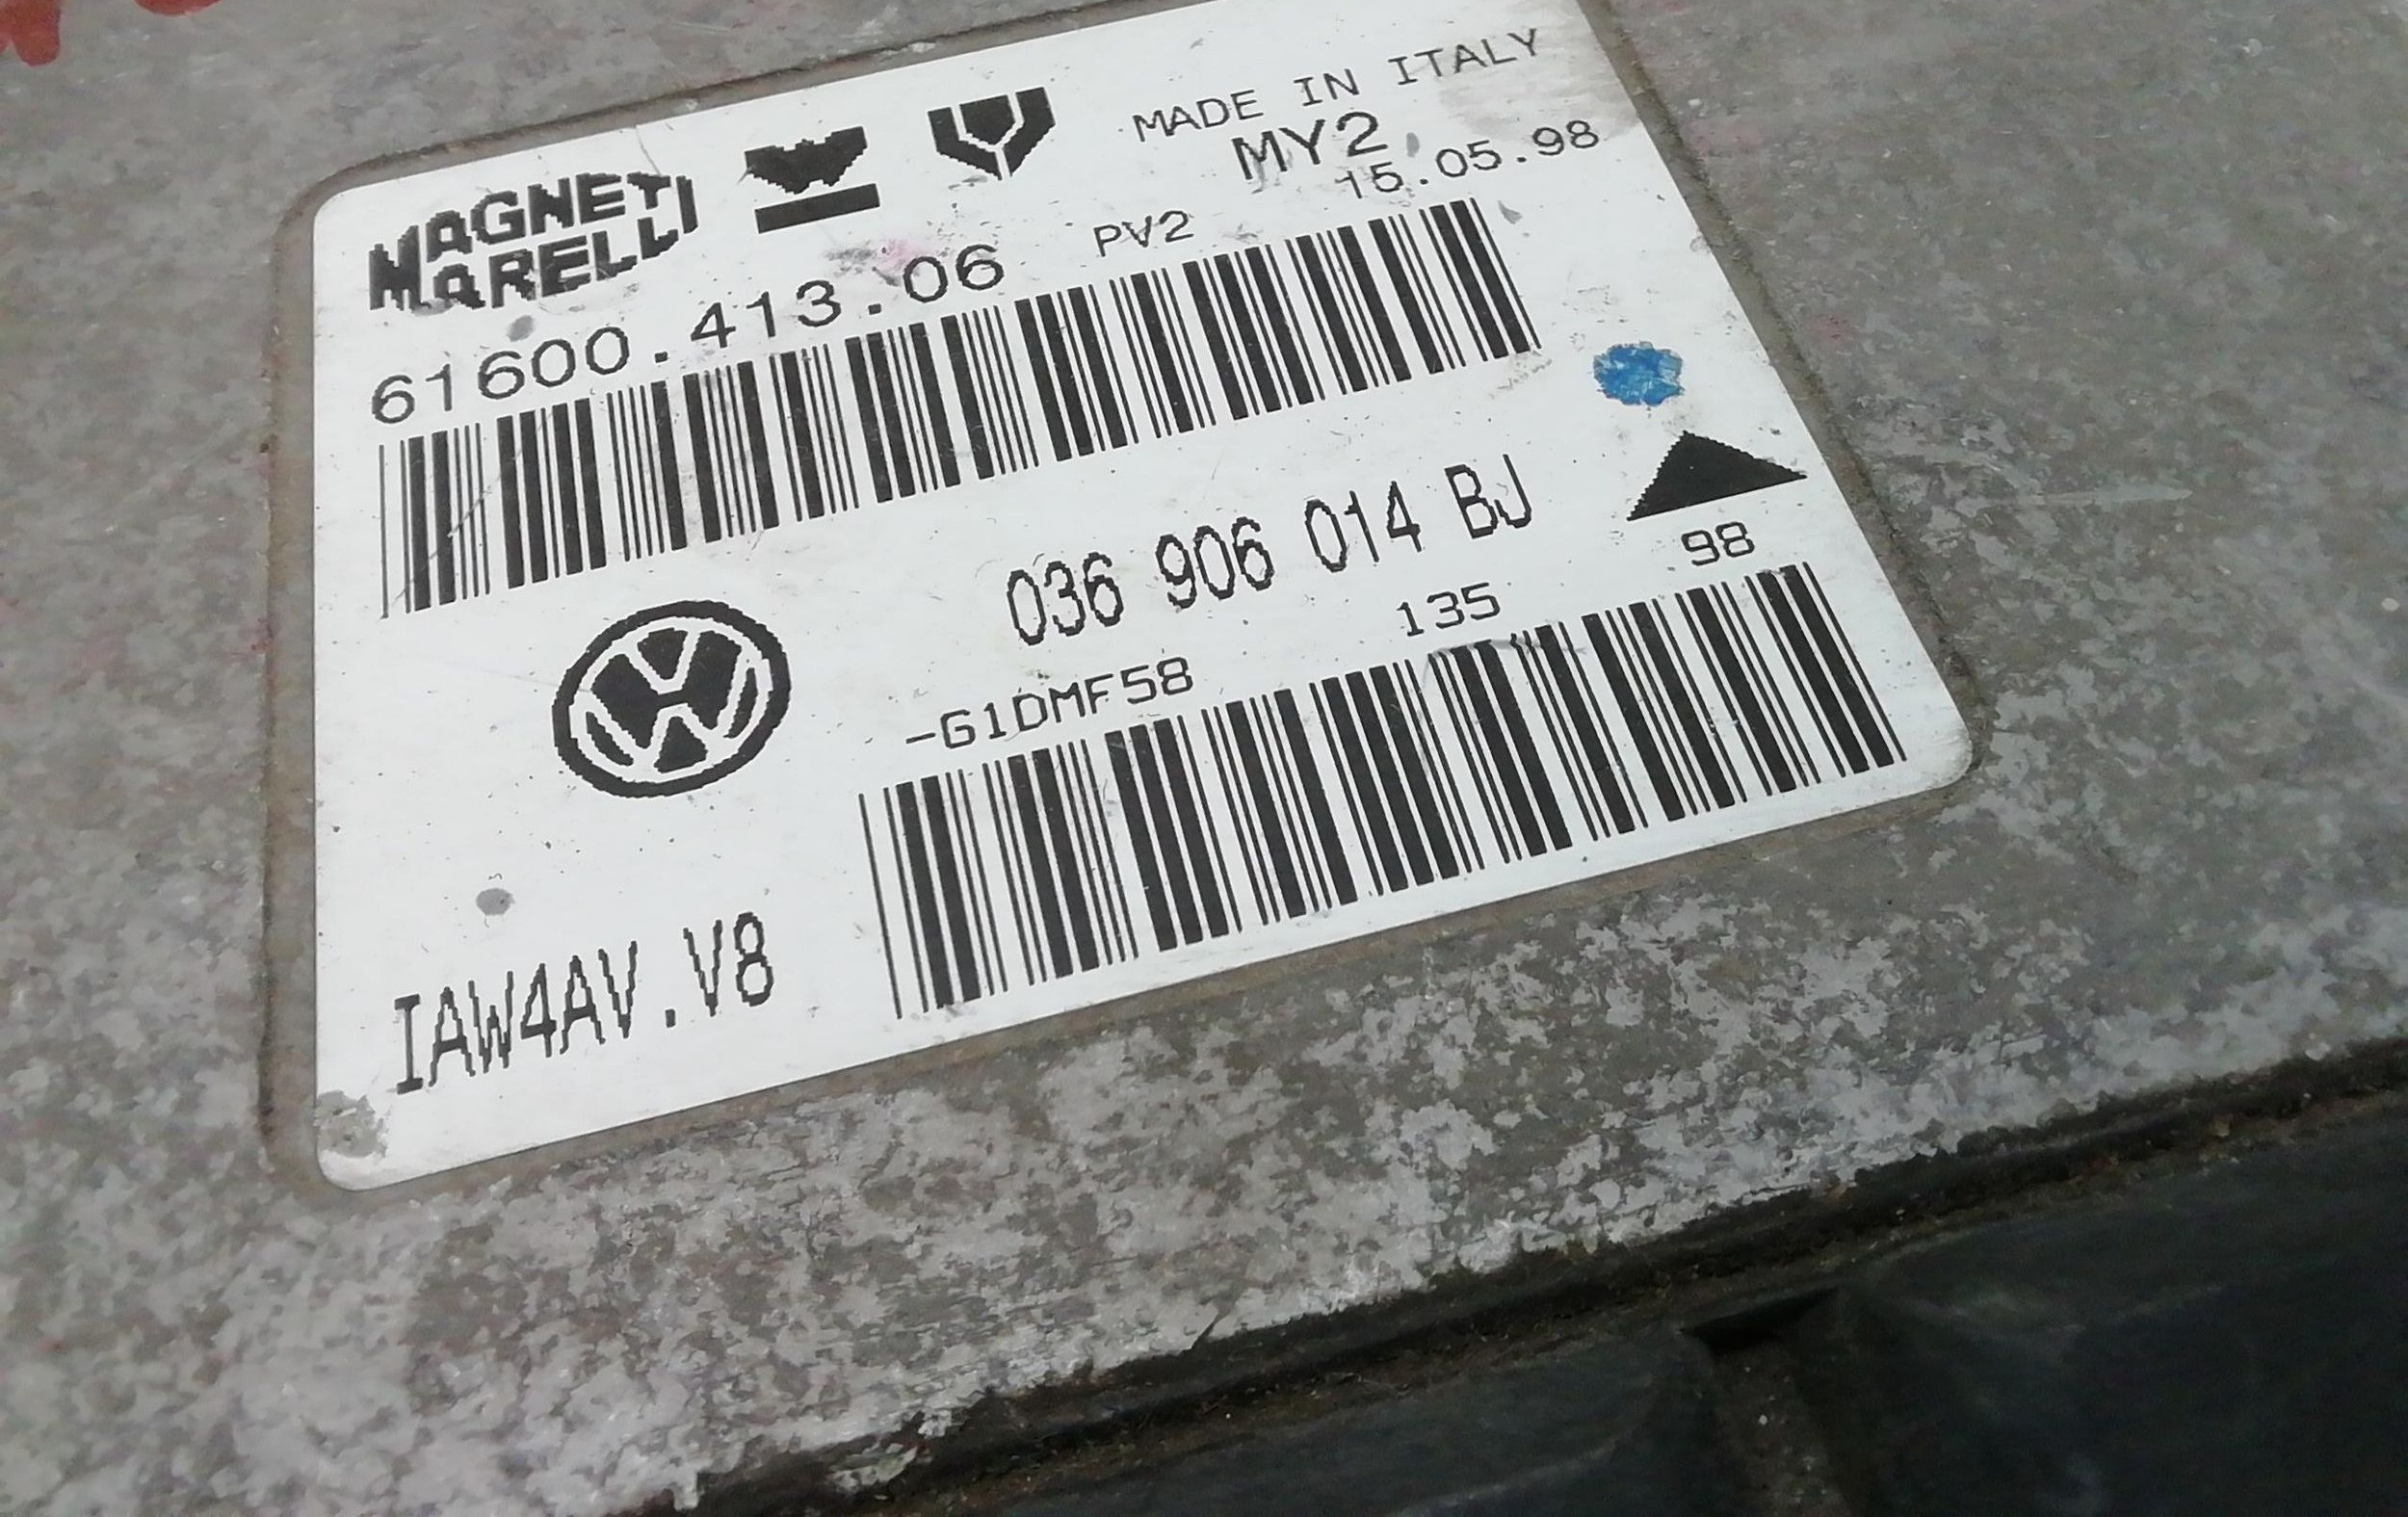 MAGNETI
MARELLI
MADE IN ITALY
MY2
15.05.98
61600.413.06
PV2
036 906 014 BJ
98
-G1DMF58
135
IAW4AV.V8